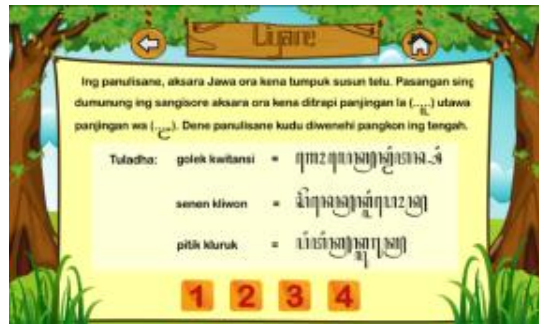 Liyane
Ing panulisane, aksara Jawa ora kena tumpuk susun telu. Pasangan sing
dumunung ing sangisore aksara ora kena ditrapi panjingan la (.....) utawa
panjingan wa (.....). Dene panulisane kudu diwenehi pangkon ing tengah.
Tuladha: golek kwitansi =
senen kliwon =
pitik kluruk =
1 2 3 4